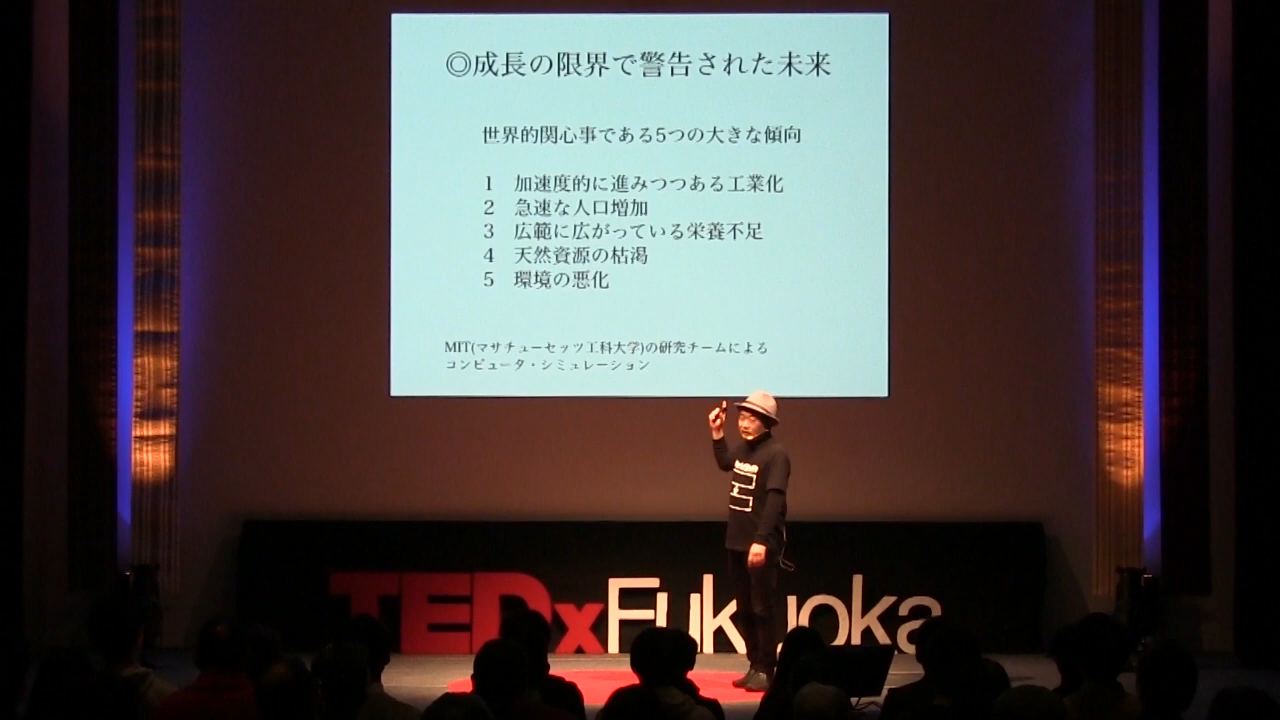 ◎成長の限界で警告された未来
世界的関心事である5つの大きな傾向
1 加速度的に進みつつある工業化
2 急速な人口増加
3 広範に広がっている栄養不足
4 天然資源の枯渇
5 環境の悪化
MIT(マサチューセッツ工科大学)の研究チームによる
コンピュータ・シミュレーション
TEDxFukuoka